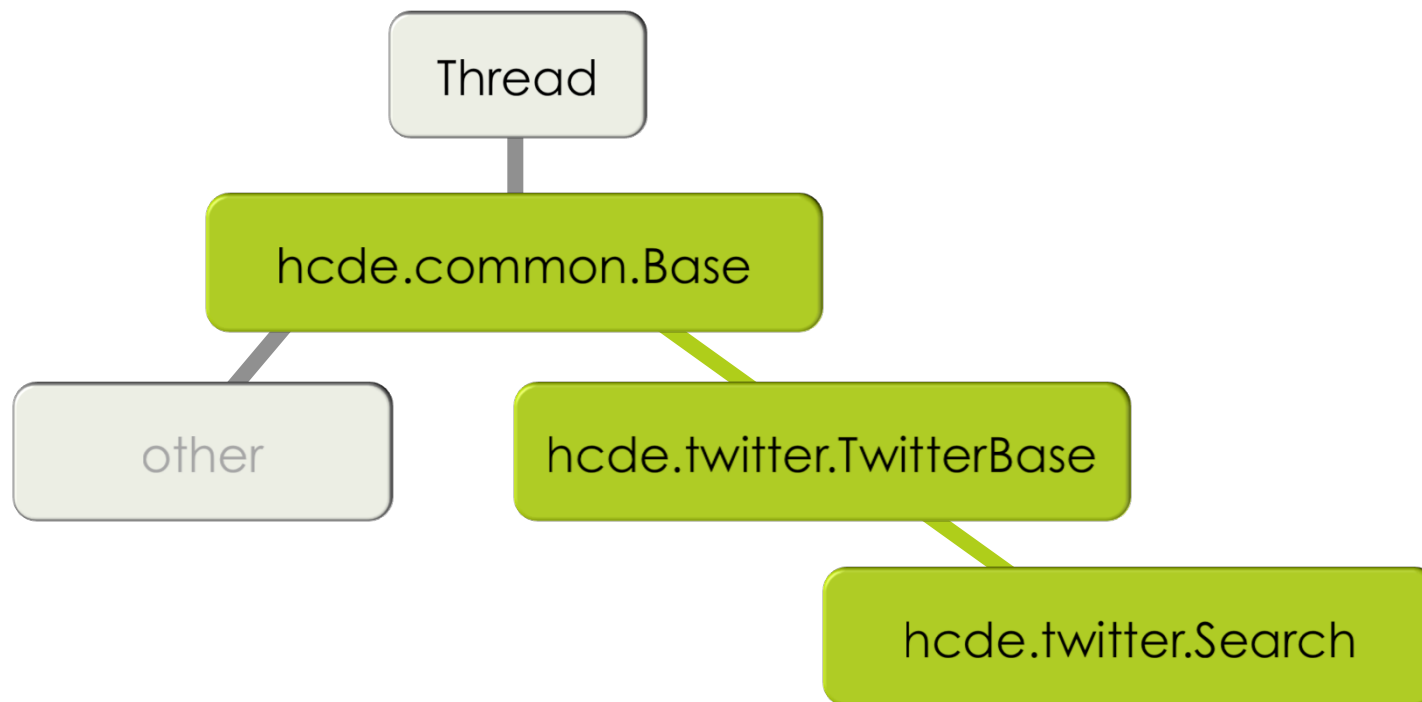 Thread
hcde.common.Base
other
hcde.twitter.TwitterBase
hcde.twitter.Search